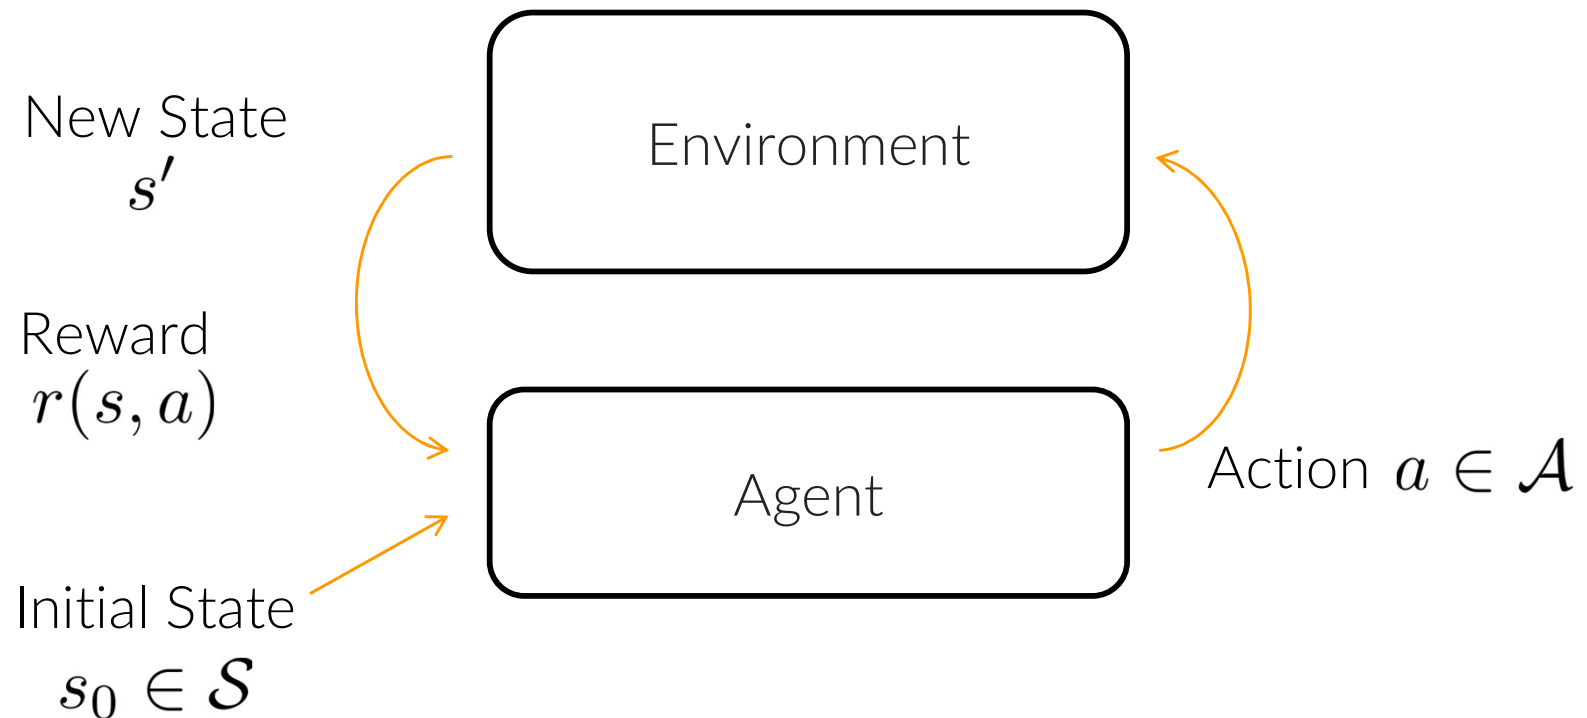 New State
s′
Environment
Reward
r(s, a)
Agent
Action a ∈ 𝒜
Initial State
s₀ ∈ 𝒮